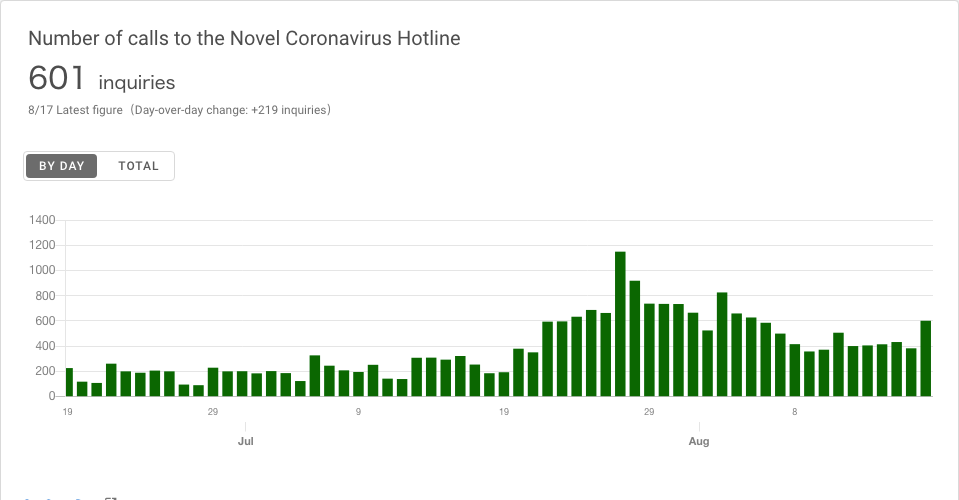 Number of calls to the Novel Coronavirus Hotline
601 inquiries
8/17 Latest figure（Day-over-day change: +219 inquiries）
BY DAY TOTAL
1400
1200
1000
800
600
400
200
0
19 29 9 19 29 8
Jul Aug